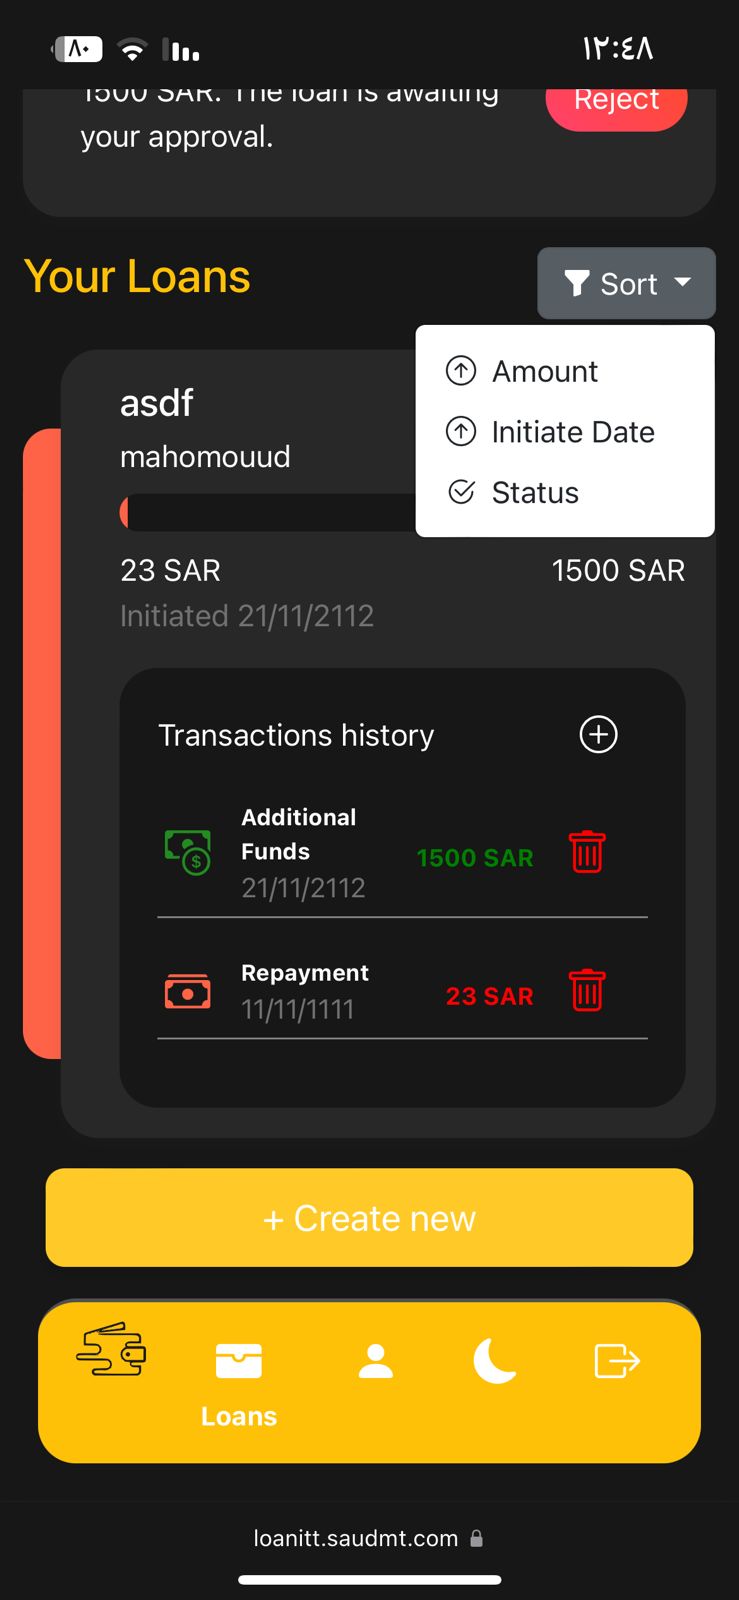 ٨٠
١٢:٤٨
1500 SAR. The loan is awaiting
your approval.
Reject
Your Loans
Sort
Amount
Initiate Date
Status
asdf
mahomouud
23 SAR
1500 SAR
Initiated 21/11/2112
Transactions history
Additional
Funds
21/11/2112
1500 SAR
Repayment
11/11/1111
23 SAR
+ Create new
Loans
loanitt.saudmt.com